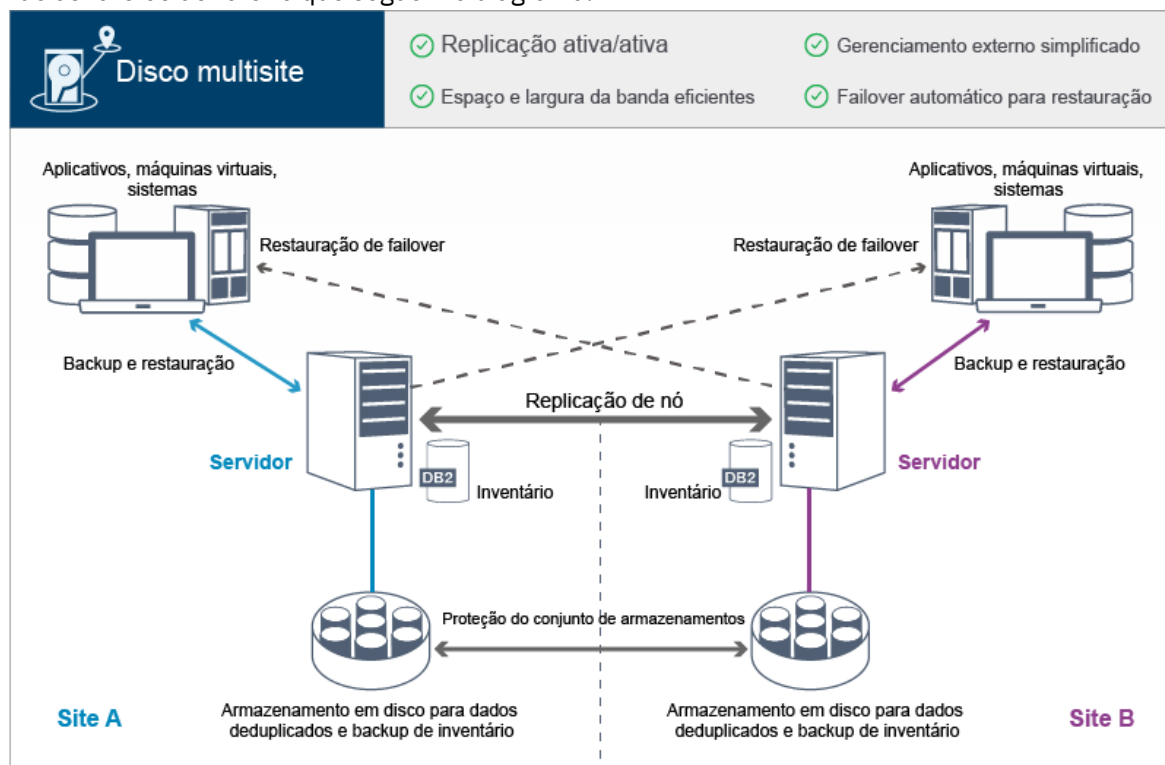 Disco multisite
Replicação ativa/ativa
Gerenciamento externo simplificado
Espaço e largura da banda eficientes
Failover automático para restauração
Aplicativos, máquinas virtuais,
sistemas
Aplicativos, máquinas virtuais,
sistemas
Restauração de failover
Restauração de failover
Backup e restauração
Backup e restauração
Replicação de nó
Servidor
Servidor
DB2
Inventário
DB2
Inventário
Proteção do conjunto de armazenamentos
Site A
Armazenamento em disco para dados
deduplicados e backup de inventário
Armazenamento em disco para dados
deduplicados e backup de inventário
Site B